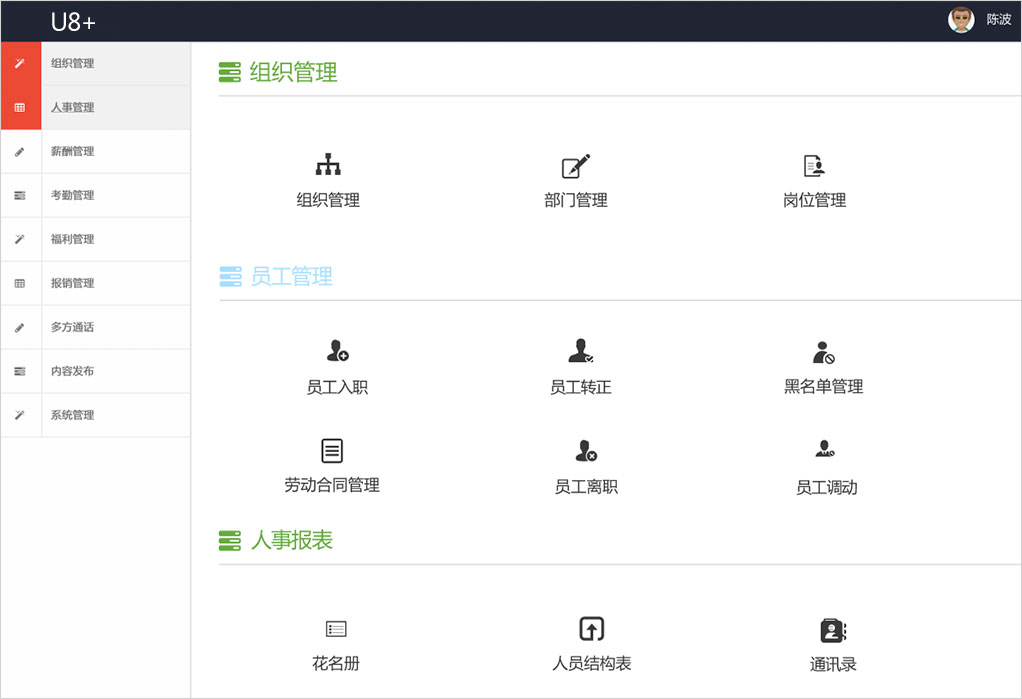 U8+
陈波
组织管理
人事管理
薪酬管理
考勤管理
福利管理
报销管理
多方通话
内容发布
系统管理
组织管理
组织管理 部门管理 岗位管理
员工管理
员工入职 员工转正 黑名单管理
劳动合同管理 员工离职 员工调动
人事报表
花名册 人员结构表 通讯录